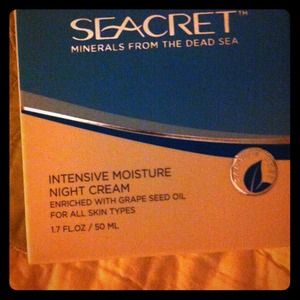 SEACRET™
MINERALS FROM THE DEAD SEA
INTENSIVE MOISTURE
NIGHT CREAM
ENRICHED WITH GRAPE SEED OIL
FOR ALL SKIN TYPES
1.7 FL.OZ / 50 ML